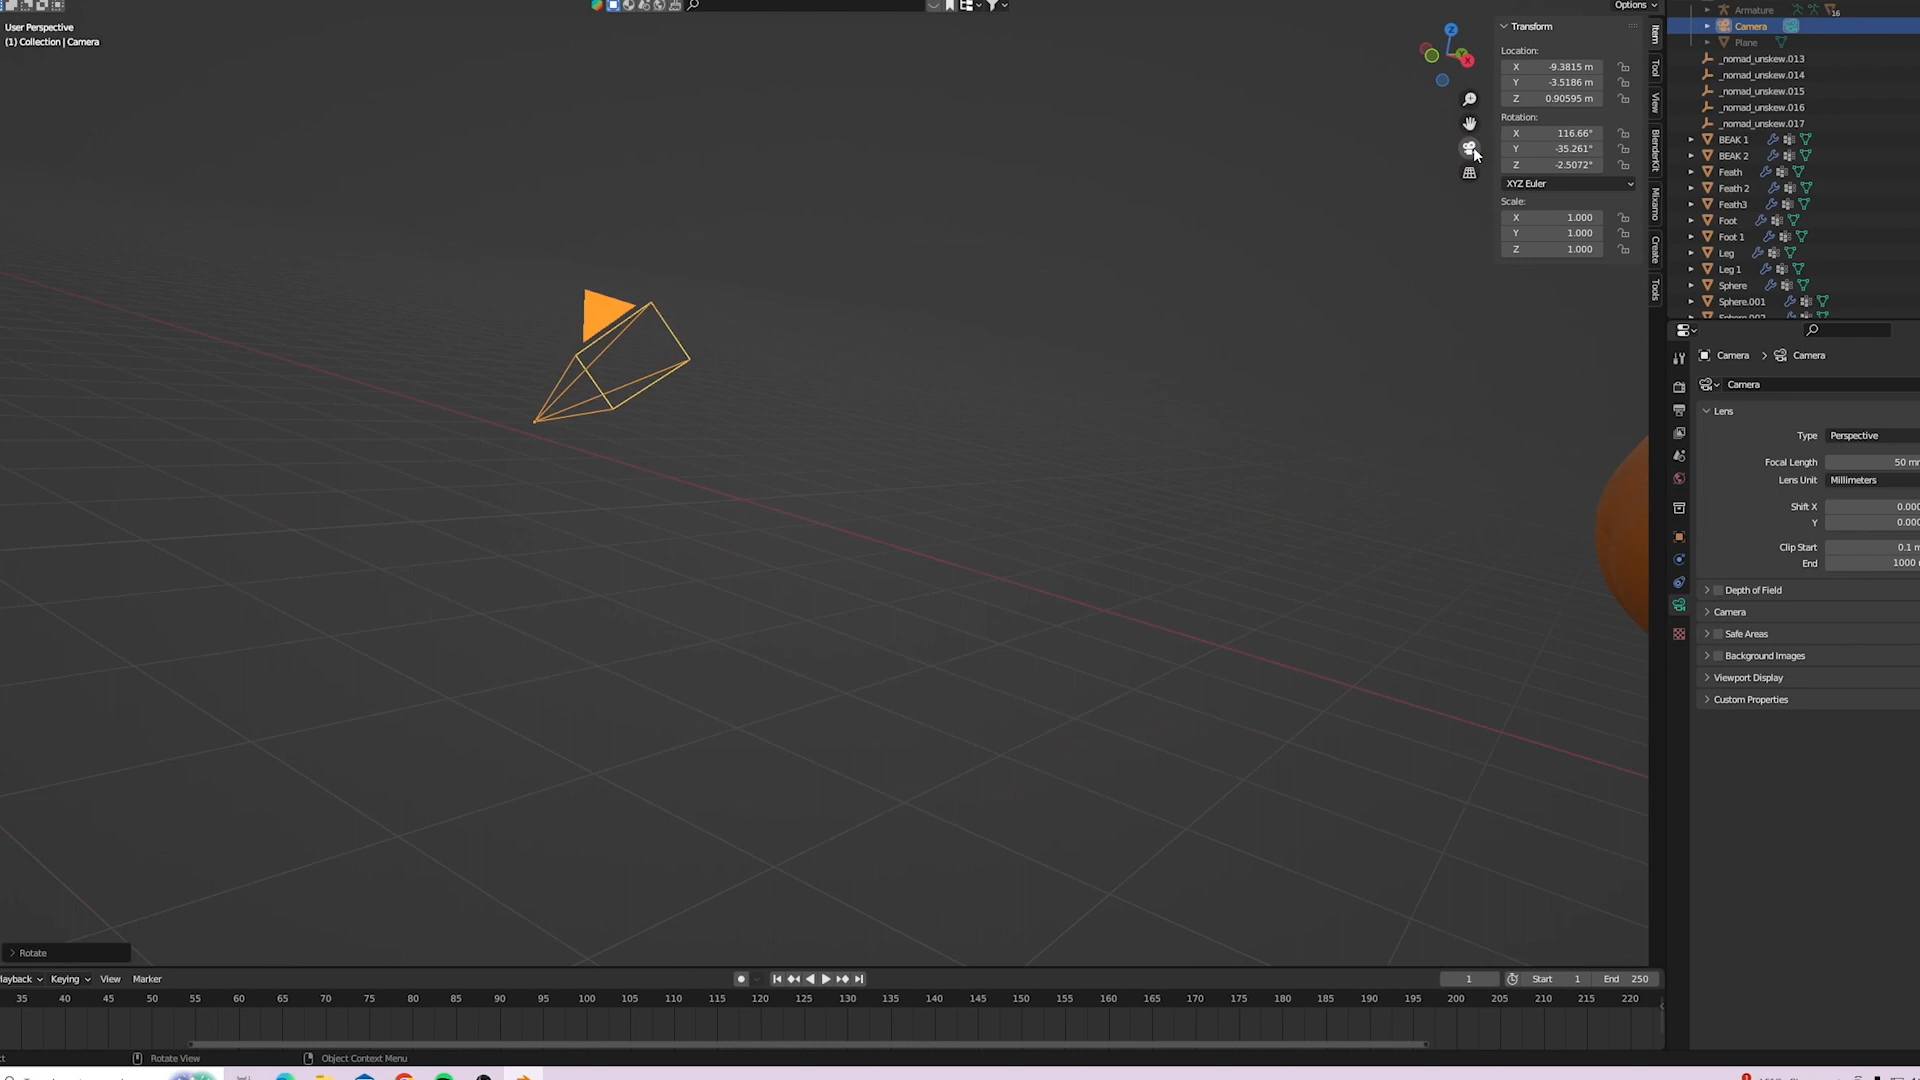 Options
User Perspective
(1) Collection | Camera
Transform
Location:
X -9.3815 m
Y -3.5186 m
Z 0.90595 m
Rotation:
X 116.66°
Y -35.261°
Z -2.5072°
XYZ Euler
Scale:
X 1.000
Y 1.000
Z 1.000
Item
Tool
View
BlenderKit
Mixamo
Create
Tools
Armature 16
Camera
Plane
_nomad_unskew.013
_nomad_unskew.014
_nomad_unskew.015
_nomad_unskew.016
_nomad_unskew.017
BEAK 1
BEAK 2
Feath
Feath 2
Feath3
Foot
Foot 1
Leg
Leg 1
Sphere
Sphere.001
Sphere.002
Camera > Camera
Camera
Lens
Type Perspective
Focal Length 50 m
Lens Unit Millimeters
Shift X 0.000
Y 0.000
Clip Start 0.1 m
End 1000
Depth of Field
Camera
Safe Areas
Background Images
Viewport Display
Custom Properties
Rotate
layback Keying View Marker
1 Start 1 End 250
35 40 45 50 55 60 65 70 75 80 85 90 95 100 105 110 115 120 125 130 135 140 145 150 155 160 165 170 175 180 185 190 195 200 205 210 215 220
ct Rotate View Object Context Menu